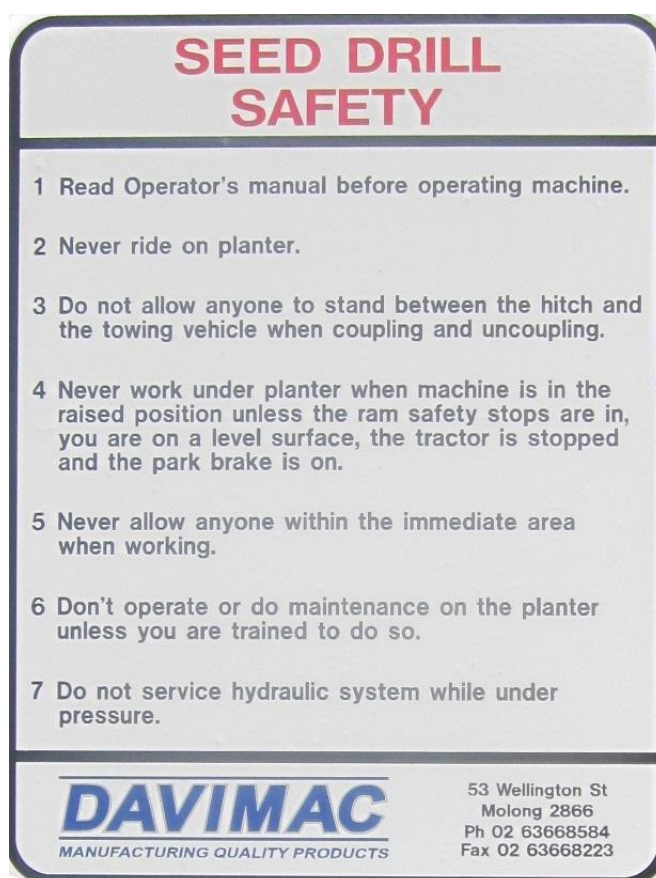 SEED DRILL
SAFETY
1 Read Operator's manual before operating machine.
2 Never ride on planter.
3 Do not allow anyone to stand between the hitch and
the towing vehicle when coupling and uncoupling.
4 Never work under planter when machine is in the
raised position unless the ram safety stops are in,
you are on a level surface, the tractor is stopped
and the park brake is on.
5 Never allow anyone within the immediate area
when working.
6 Don't operate or do maintenance on the planter
unless you are trained to do so.
7 Do not service hydraulic system while under
pressure.
DAVIMAC
MANUFACTURING QUALITY PRODUCTS
53 Wellington St
Molong 2866
Ph 02 63668584
Fax 02 63668223